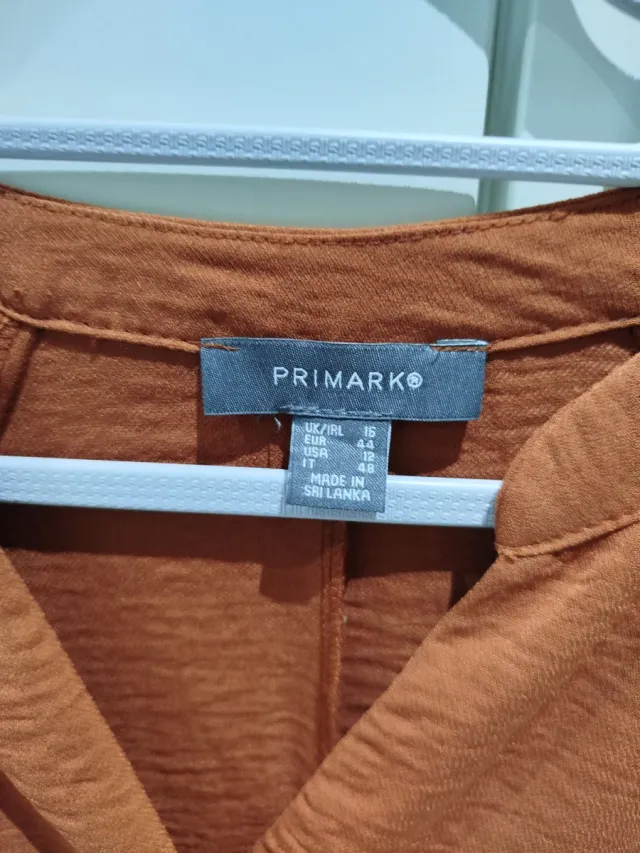 PRIMARK®
UK/IRL 16
EUR 44
USA 12
IT 48
MADE IN
SRI LANKA